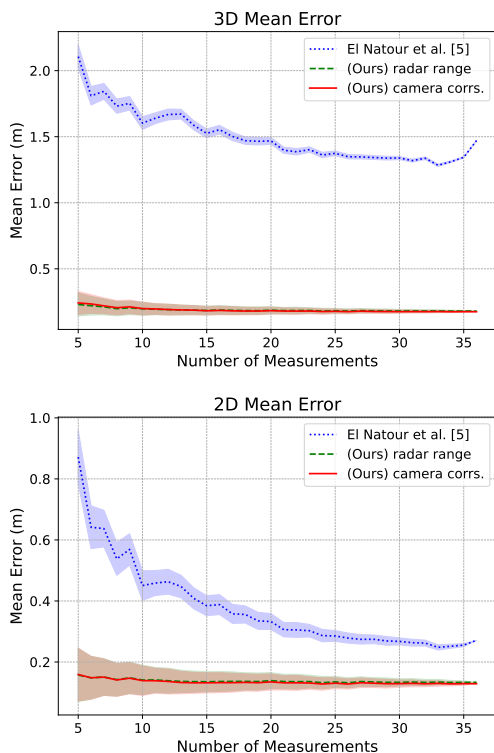 3D Mean Error
El Natour et al. [5]
(Ours) radar range
(Ours) camera corrs.
Mean Error (m)
2.0
1.5
1.0
0.5
5 10 15 20 25 30 35
Number of Measurements
2D Mean Error
El Natour et al. [5]
(Ours) radar range
(Ours) camera corrs.
Mean Error (m)
1.0
0.8
0.6
0.4
0.2
5 10 15 20 25 30 35
Number of Measurements